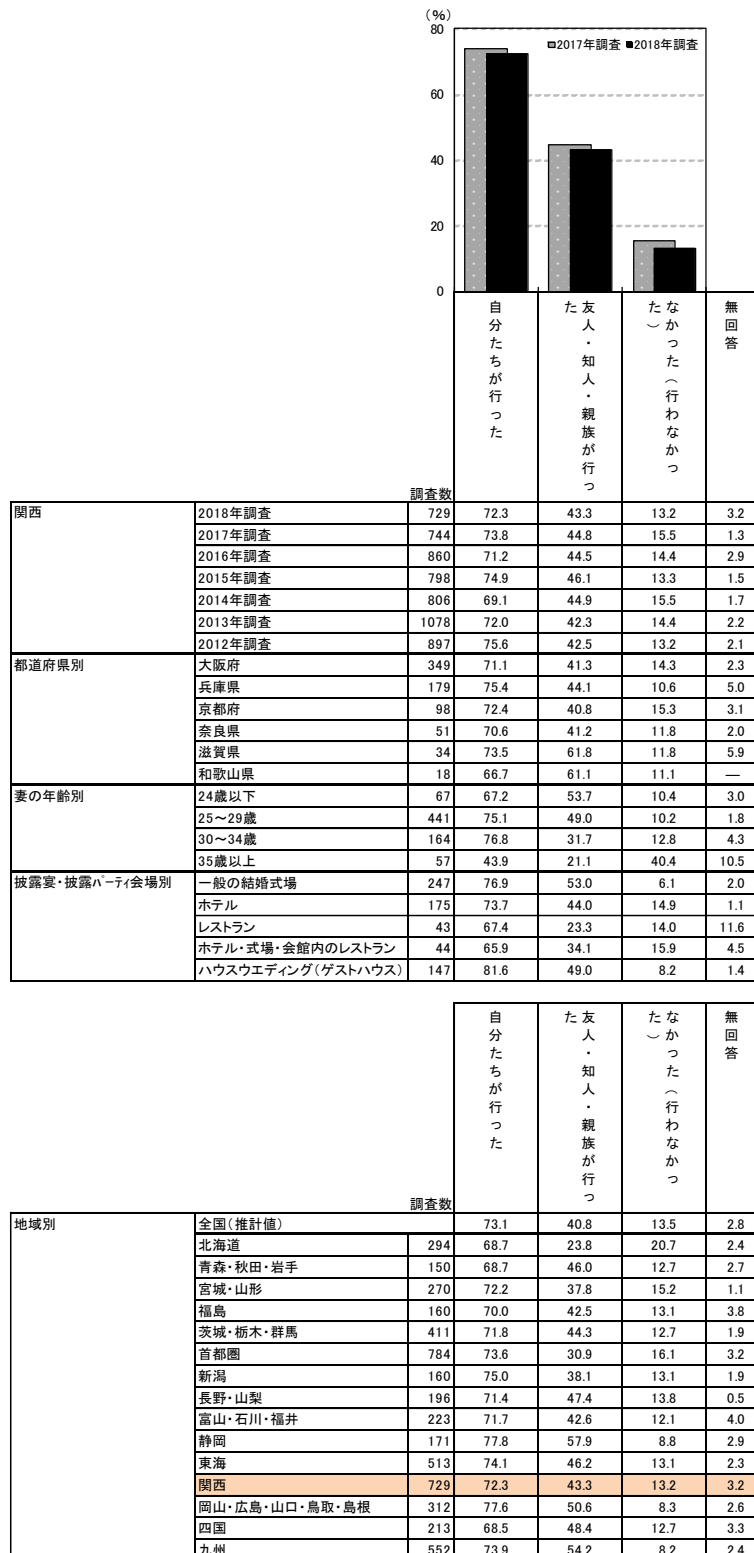 (%)
80
60
40
20
0
2017年調査 2018年調査
自分たちが行った
友人・知人・親族が行った
なかった(行わなかった)
無回答
調査数
関西 2018年調査 729 72.3 43.3 13.2 3.2
2017年調査 744 73.8 44.8 15.5 1.3
2016年調査 860 71.2 44.5 14.4 2.9
2015年調査 798 74.9 46.1 13.3 1.5
2014年調査 806 69.1 44.9 15.5 1.7
2013年調査 1078 72.0 42.3 14.4 2.2
2012年調査 897 75.6 42.5 13.2 2.1
都道府県別 大阪府 349 71.1 41.3 14.3 2.3
兵庫県 179 75.4 44.1 10.6 5.0
京都府 98 72.4 40.8 15.3 3.1
奈良県 51 70.6 41.2 11.8 2.0
滋賀県 34 73.5 61.8 11.8 5.9
和歌山県 18 66.7 61.1 11.1 ―
妻の年齢別 24歳以下 67 67.2 53.7 10.4 3.0
25~29歳 441 75.1 49.0 10.2 1.8
30~34歳 164 76.8 31.7 12.8 4.3
35歳以上 57 43.9 21.1 40.4 10.5
披露宴・披露パーティ会場別 一般の結婚式場 247 76.9 53.0 6.1 2.0
ホテル 175 73.7 44.0 14.9 1.1
レストラン 43 67.4 23.3 14.0 11.6
ホテル・式場・会館内のレストラン 44 65.9 34.1 15.9 4.5
ハウスウエディング(ゲストハウス) 147 81.6 49.0 8.2 1.4
自分たちが行った
友人・知人・親族が行った
なかった(行わなかった)
無回答
調査数
地域別 全国(推計値) 73.1 40.8 13.5 2.8
北海道 294 68.7 23.8 20.7 2.4
青森・秋田・岩手 150 68.7 46.0 12.7 2.7
宮城・山形 270 72.2 37.8 15.2 1.1
福島 160 70.0 42.5 13.1 3.8
茨城・栃木・群馬 411 71.8 44.3 12.7 1.9
首都圏 784 73.6 30.9 16.1 3.2
新潟 160 75.0 38.1 13.1 1.9
長野・山梨 196 71.4 47.4 13.8 0.5
富山・石川・福井 223 71.7 42.6 12.1 4.0
静岡 171 77.8 57.9 8.8 2.9
東海 513 74.1 46.2 13.1 2.3
関西 729 72.3 43.3 13.2 3.2
岡山・広島・山口・鳥取・島根 312 77.6 50.6 8.3 2.6
四国 213 68.5 48.4 12.7 3.3
九州 552 73.9 54.2 8.2 2.4